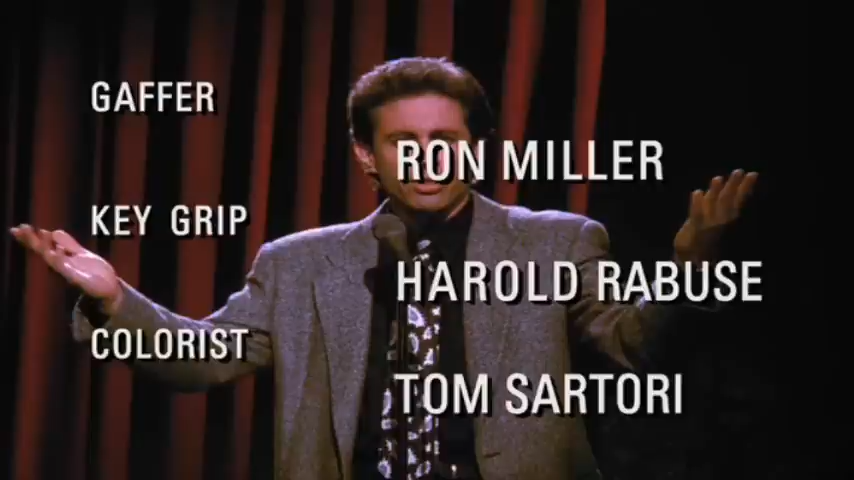 GAFFER
RON MILLER
KEY GRIP
HAROLD RABUSE
COLORIST
TOM SARTORI